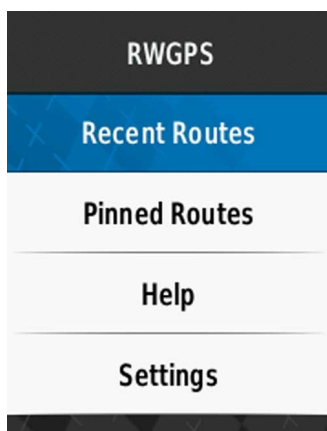 RWGPS
Recent Routes
Pinned Routes
Help
Settings